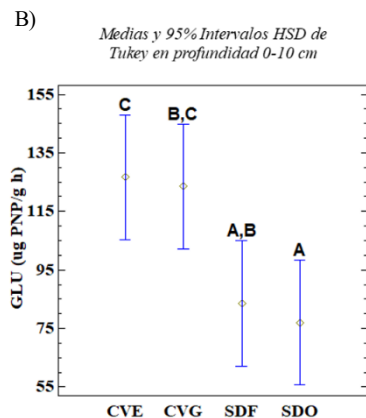 B)
Medias y 95% Intervalos HSD de
Tukey en profundidad 0-10 cm
GLU (ug PNP/g h)
155
135
115
95
75
55
C
B,C
A,B
A
CVE CVG SDF SDO